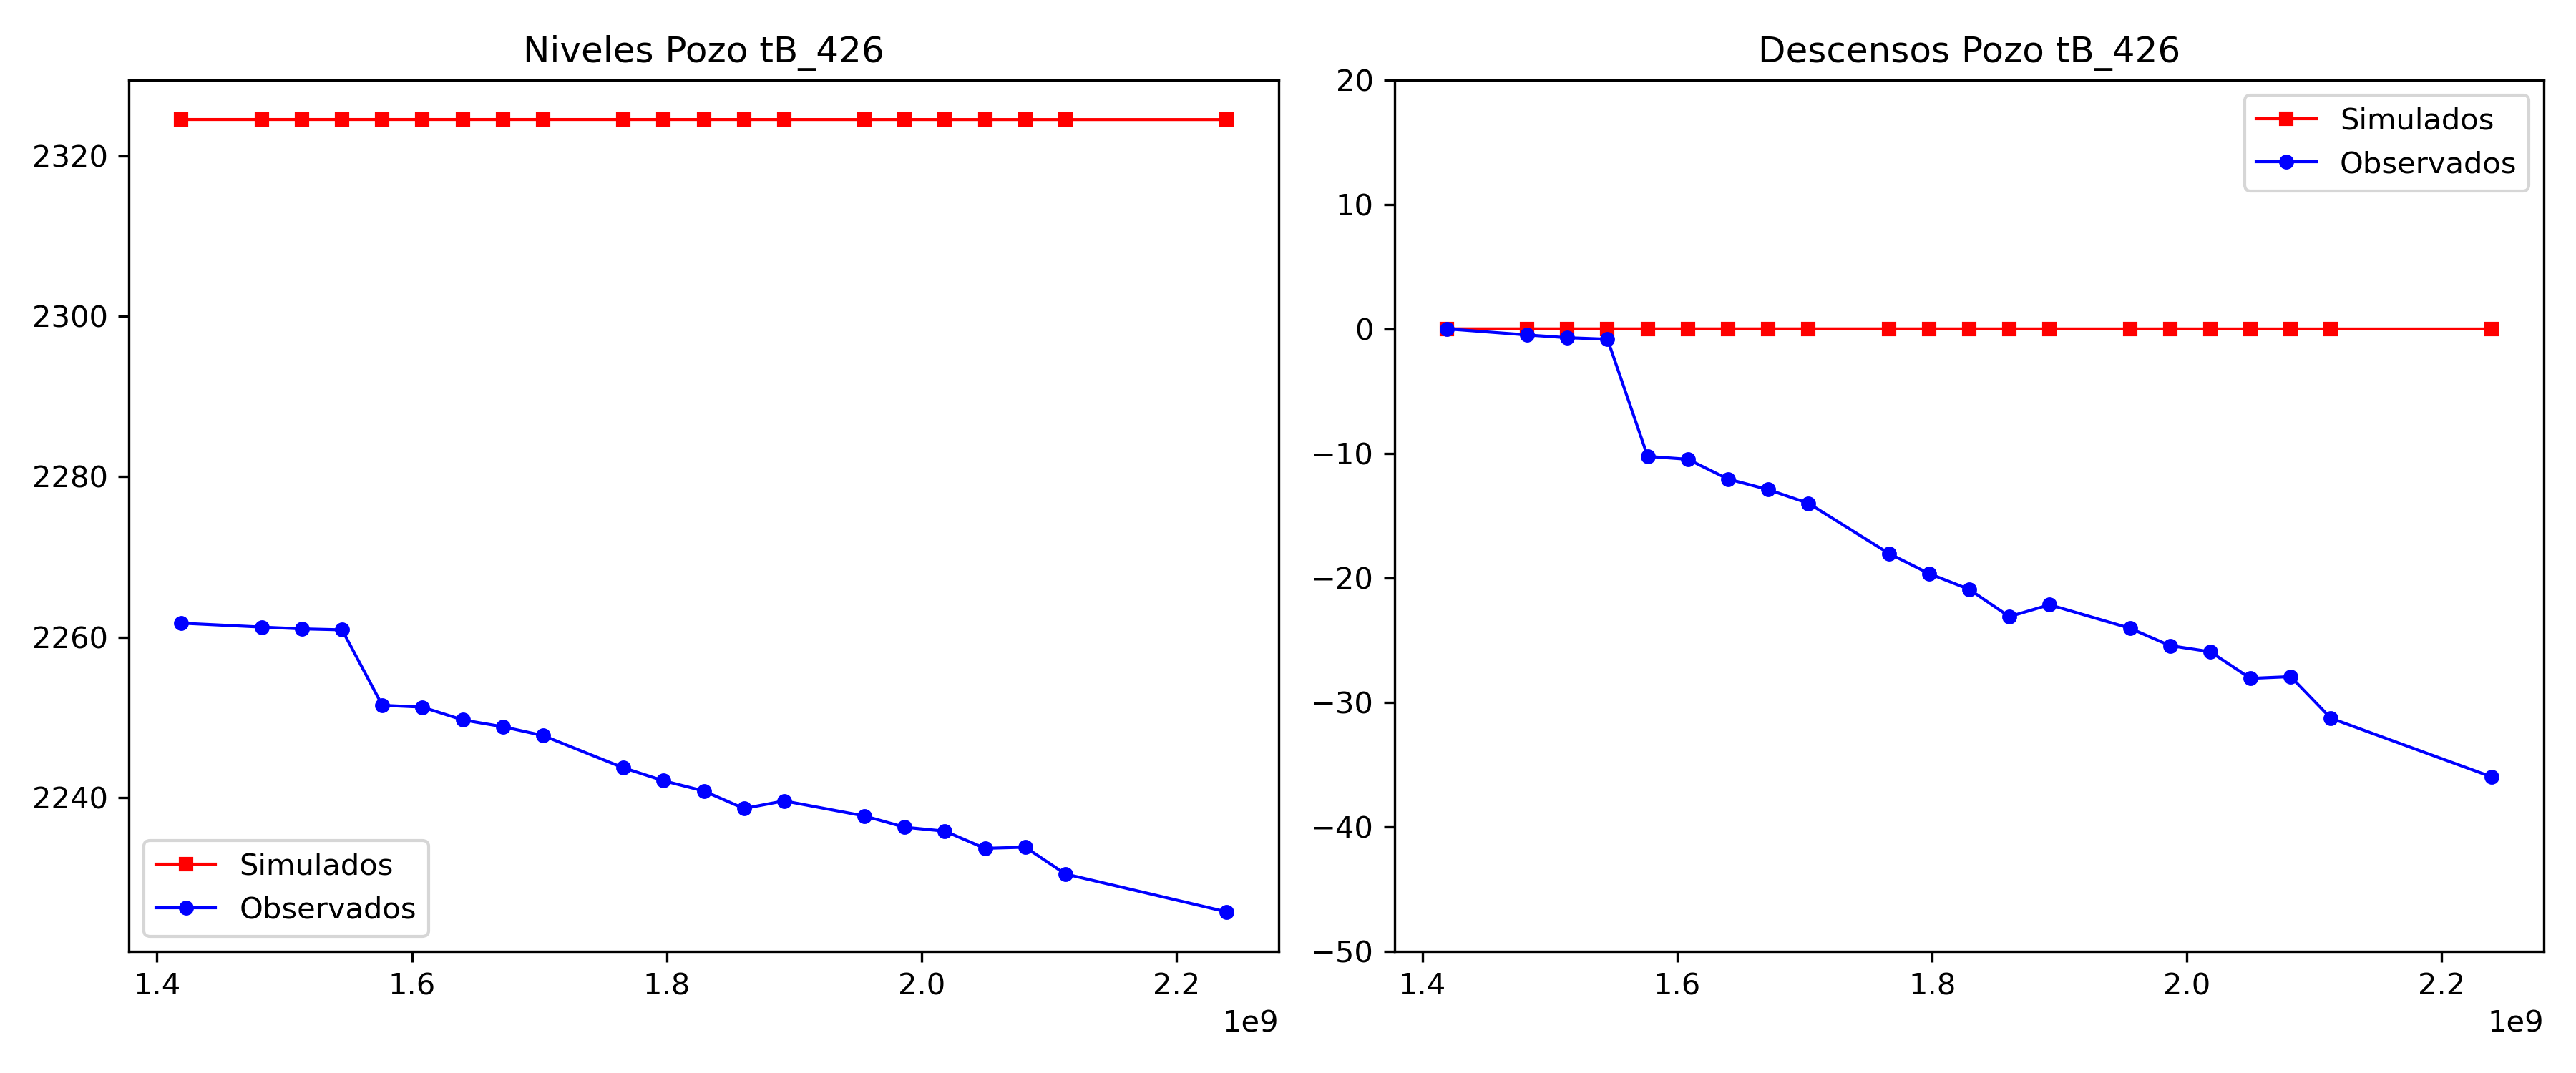 Niveles Pozo tB_426
2320
2300
2280
2260
2240
Simulados
Observados
1.4 1.6 1.8 2.0 2.2
1e9
Descensos Pozo tB_426
20
10
0
−10
−20
−30
−40
−50
Simulados
Observados
1.4 1.6 1.8 2.0 2.2
1e9